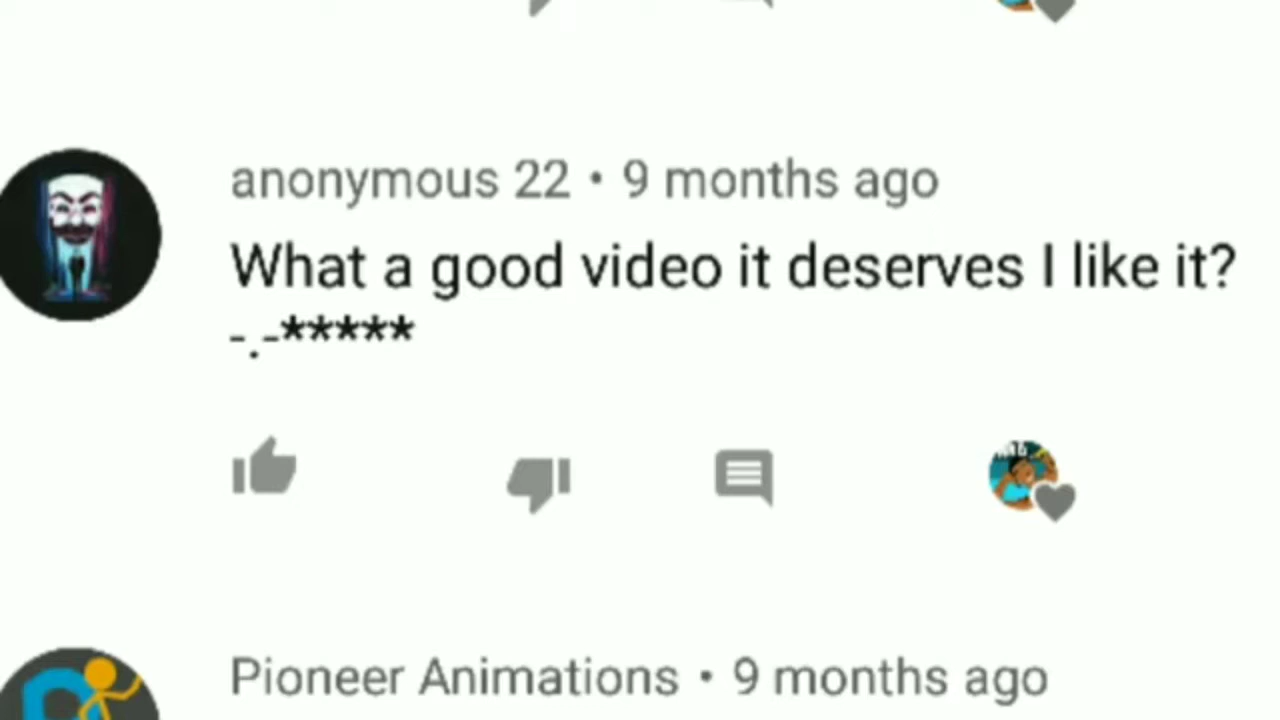 anonymous 22 • 9 months ago
What a good video it deserves I like it?
-.-*****
Pioneer Animations • 9 months ago